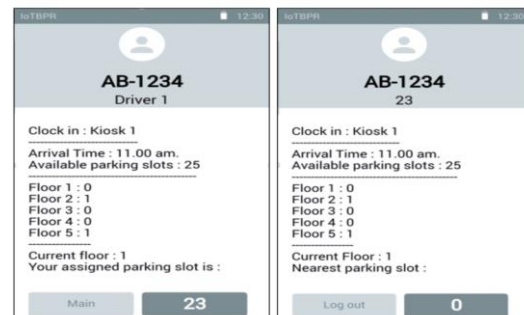 IoTBPR 12:30
AB-1234
Driver 1
Clock in : Kiosk 1
--------------------------
Arrival Time : 11.00 am.
Available parking slots : 25
----------------------------------------
Floor 1 : 0
Floor 2 : 1
Floor 3 : 0
Floor 4 : 0
Floor 5 : 1
---------------
Current floor : 1
Your assigned parking slot is :
Main 23
IoTBPR 12:30
AB-1234
23
Clock in : Kiosk 1
--------------------------
Arrival Time : 11.00 am.
Available parking slots : 25
----------------------------------------
Floor 1 : 0
Floor 2 : 1
Floor 3 : 0
Floor 4 : 0
Floor 5 : 1
---------------
Current Floor : 1
Nearest parking slot :
Log out 0